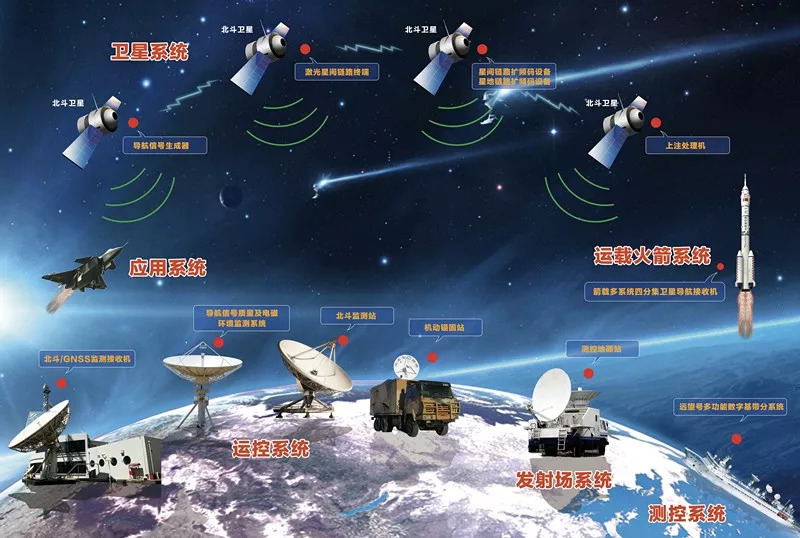 卫星系统
北斗卫星
激光星间链路终端
北斗卫星
星间链路扩频码设备
星地链路扩频码设备
北斗卫星
导航信号生成器
北斗卫星
上注处理机
应用系统
运载火箭系统
箭载多系统四分集卫星导航接收机
导航信号质量及电磁
环境监测系统
北斗监测站
机动锚固站
测控地面站
北斗/GNSS监测接收机
远望号多功能数字基带分系统
运控系统
发射场系统
测控系统